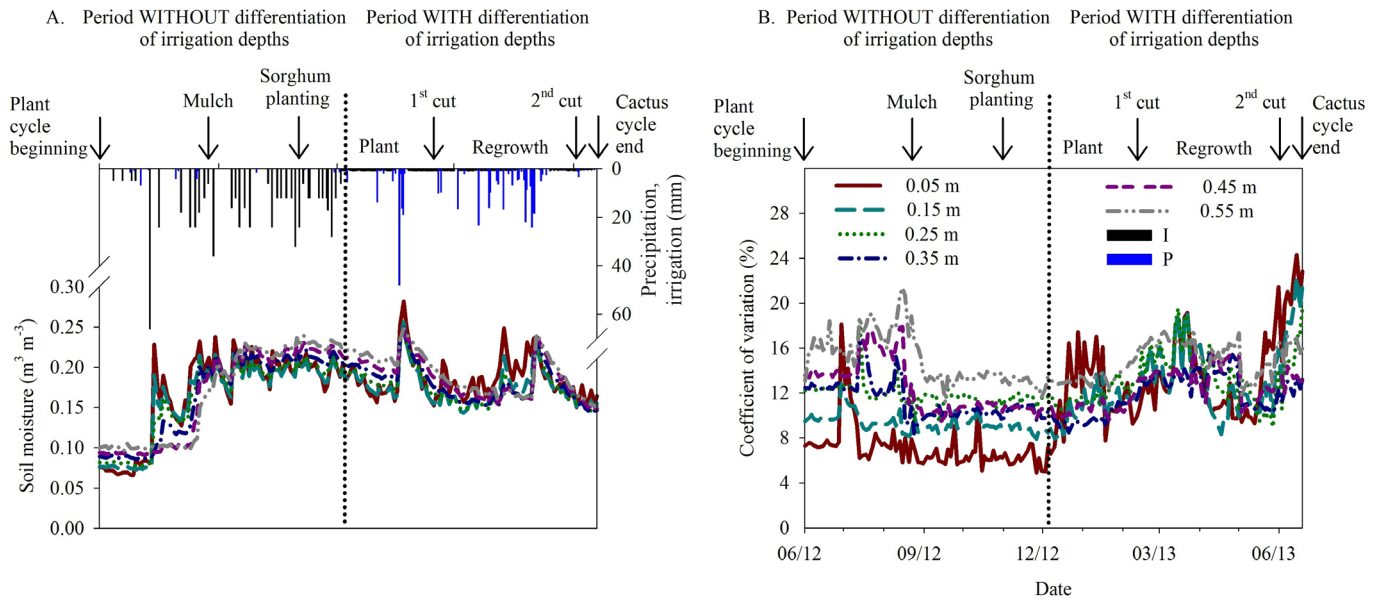 A. Period WITHOUT differentiation
of irrigation depths
Period WITH differentiation
of irrigation depths
Plant
cycle
beginning
Mulch
Sorghum
planting
1st cut
2nd cut
Cactus
cycle
end
Plant
Regrowth
0
20
40
60
Precipitation,
irrigation (mm)
0.30
0.25
0.20
0.15
0.10
0.05
0.00
Soil moisture (m3 m-3)
B. Period WITHOUT differentiation
of irrigation depths
Period WITH differentiation
of irrigation depths
Plant
cycle
beginning
Mulch
Sorghum
planting
1st cut
2nd cut
Cactus
cycle
end
Plant
Regrowth
0.05 m
0.15 m
0.25 m
0.35 m
0.45 m
0.55 m
I
P
28
24
20
16
12
8
4
0
Coefficient of variation (%)
06/12
09/12
12/12
03/13
06/13
Date